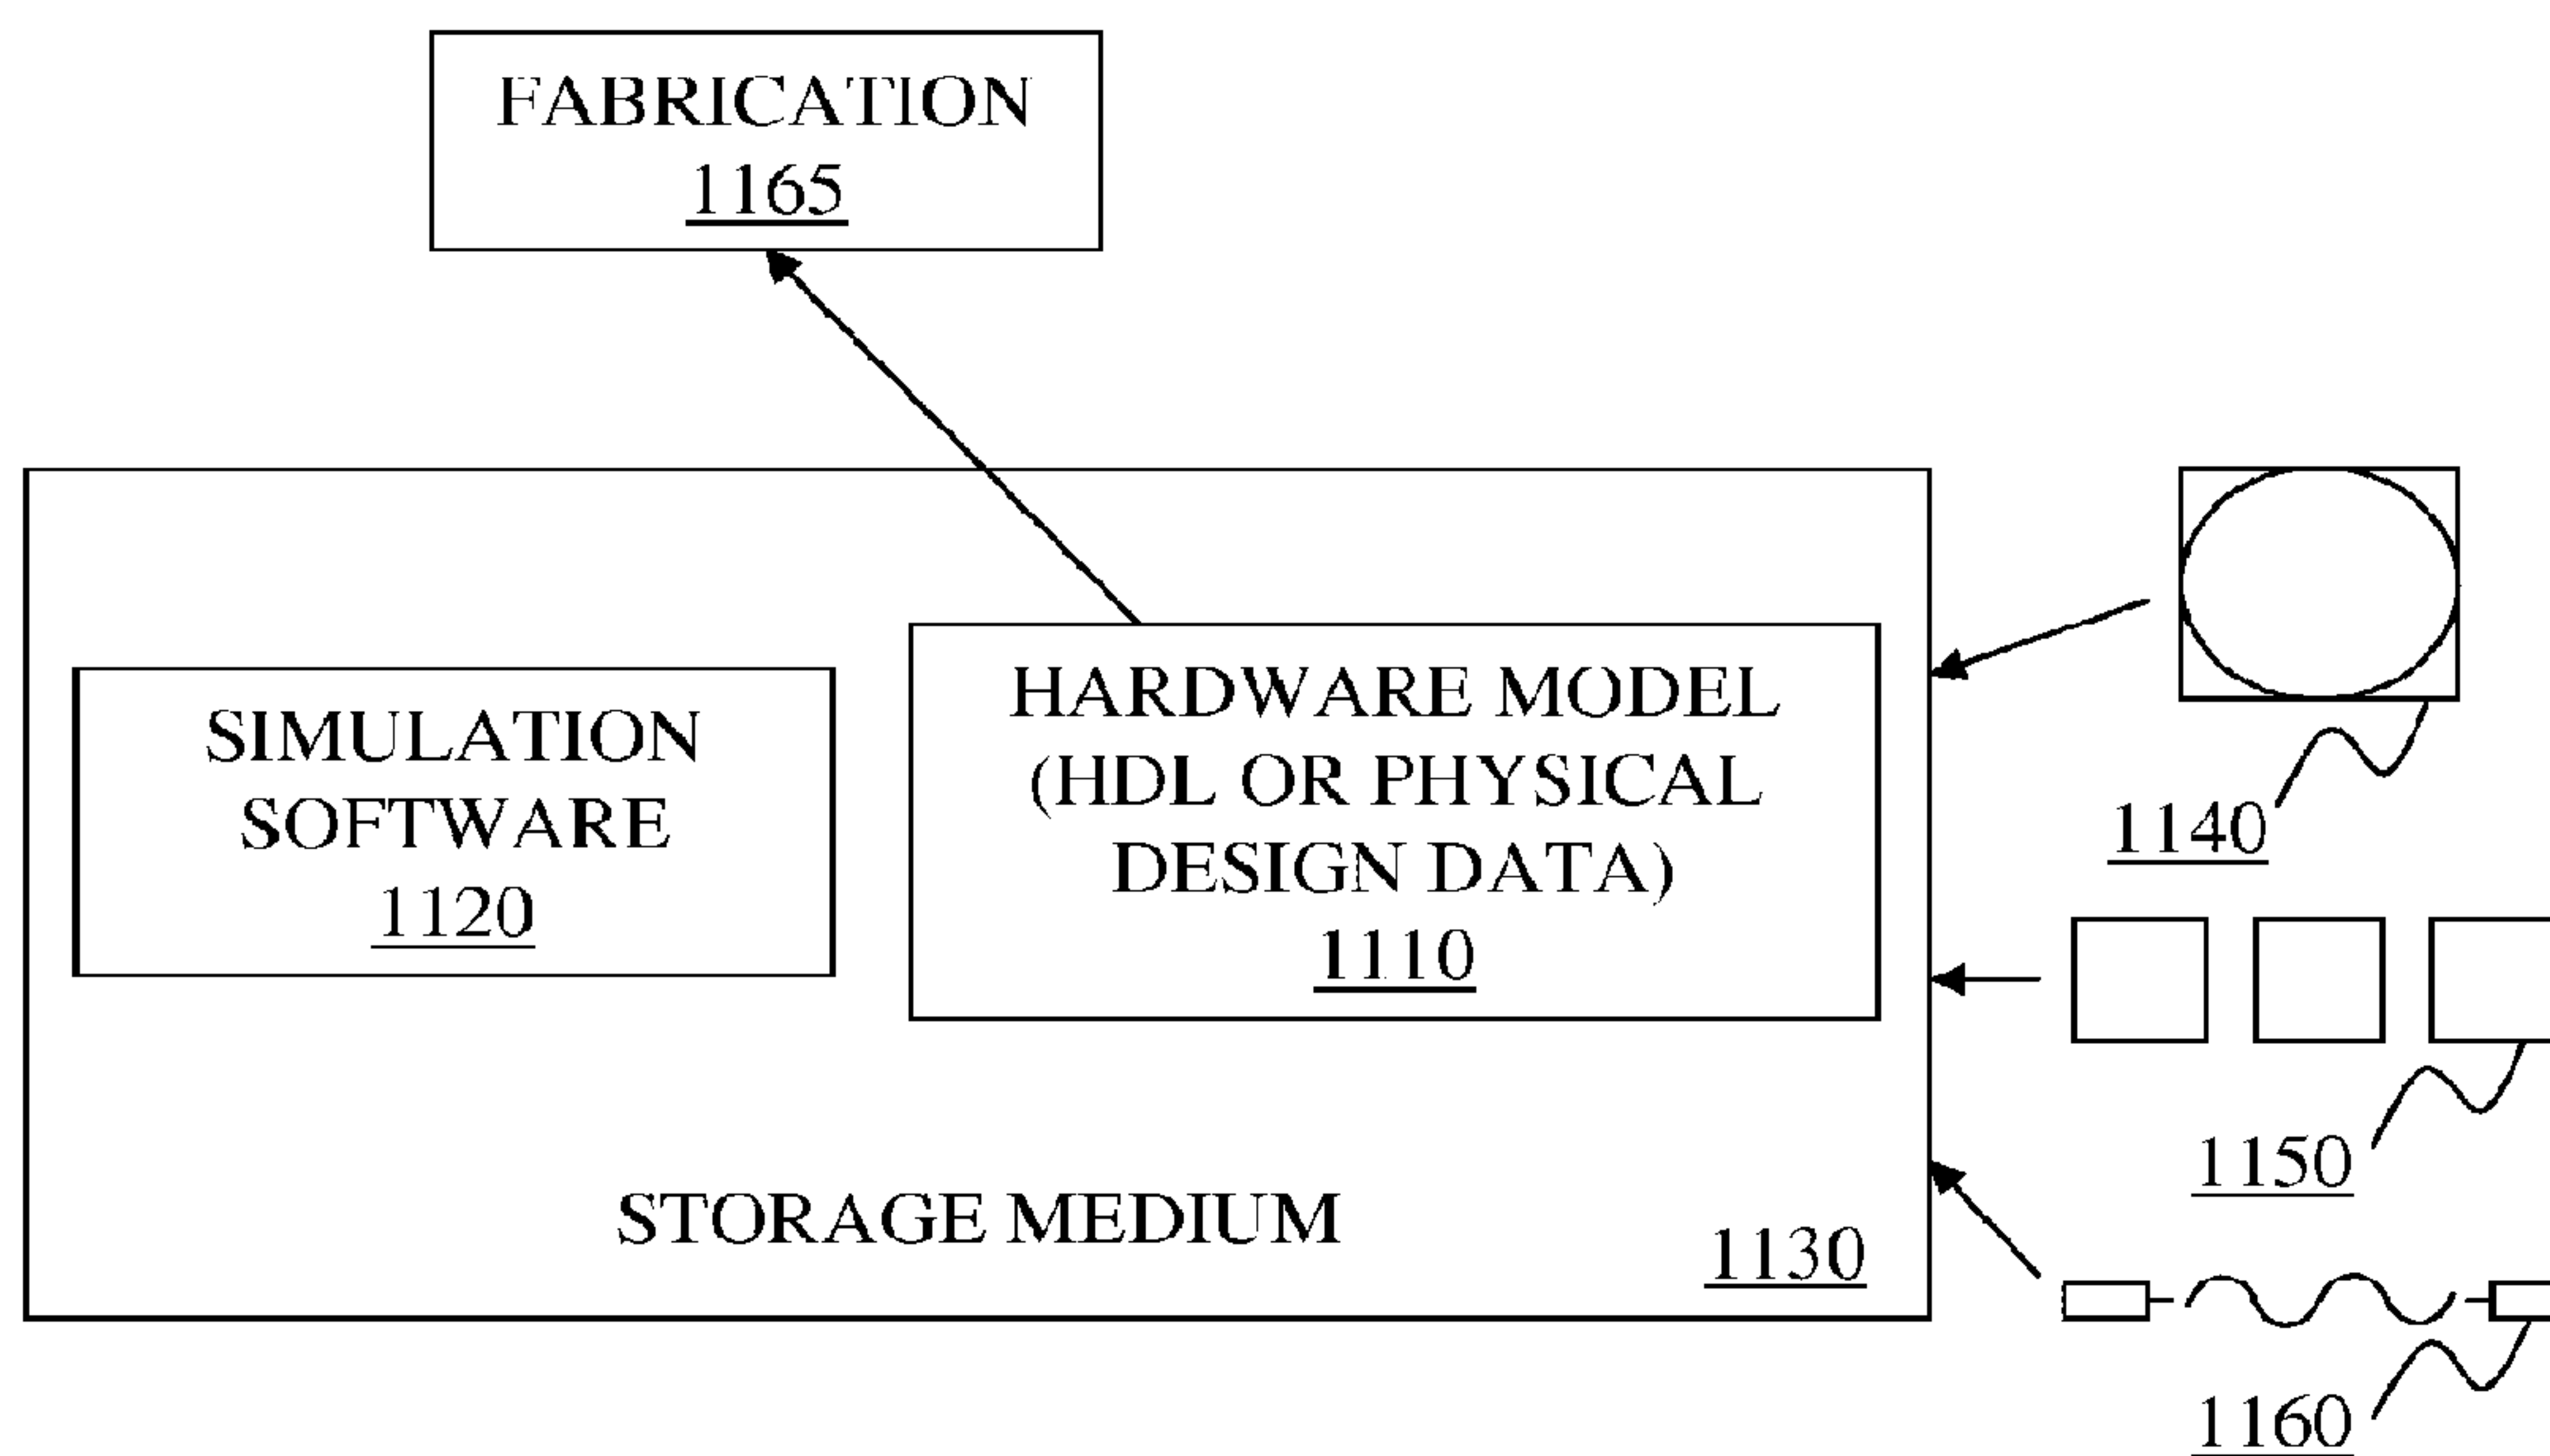 FABRICATION
1165
SIMULATION
SOFTWARE
1120
HARDWARE MODEL
(HDL OR PHYSICAL
DESIGN DATA)
1110
STORAGE MEDIUM
1130
1140
1150
1160